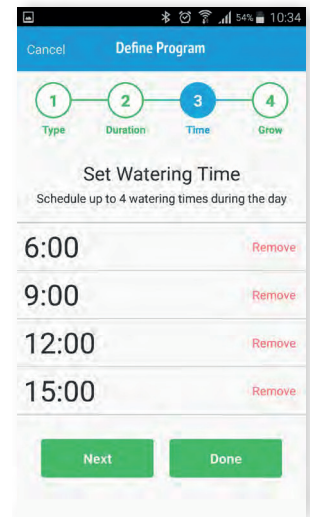 54% 10:34
Cancel Define Program
1 2 3 4
Type Duration Time Grow
Set Watering Time
Schedule up to 4 watering times during the day
6:00 Remove
9:00 Remove
12:00 Remove
15:00 Remove
Next Done